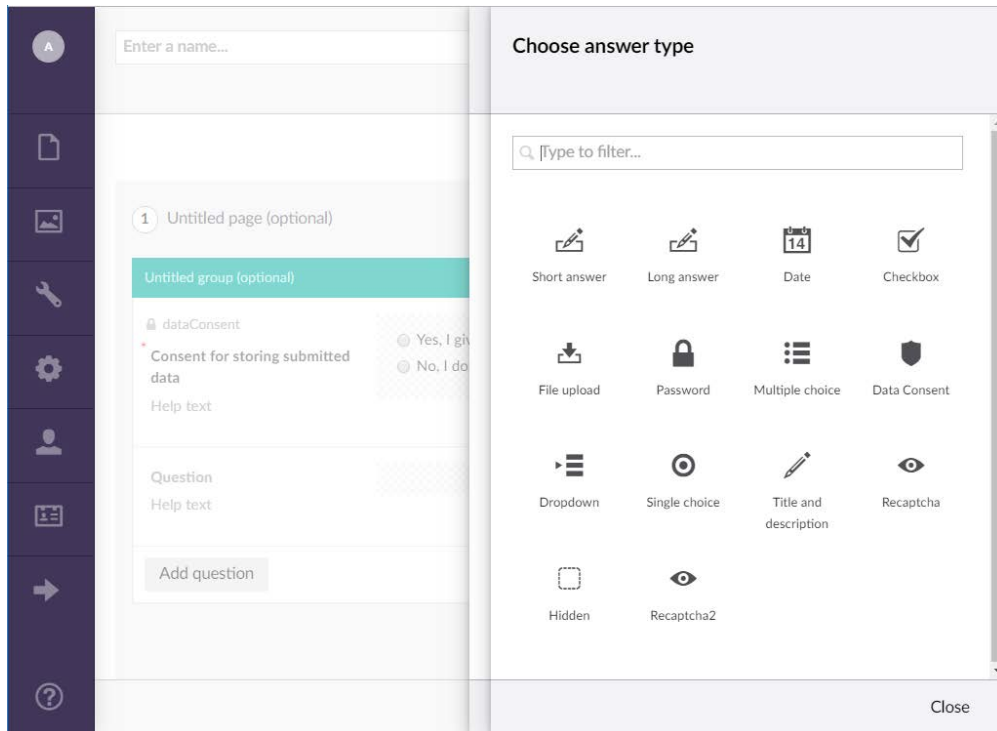 A
Enter a name...
Choose answer type
Type to filter...
1 Untitled page (optional)
Untitled group (optional)
dataConsent
* Consent for storing submitted
data
Help text
Yes, I giv
No, I do
Question
Help text
Add question
Short answer Long answer 14 Date Checkbox
File upload Password Multiple choice Data Consent
Dropdown Single choice Title and description Recaptcha
Hidden Recaptcha2
Close